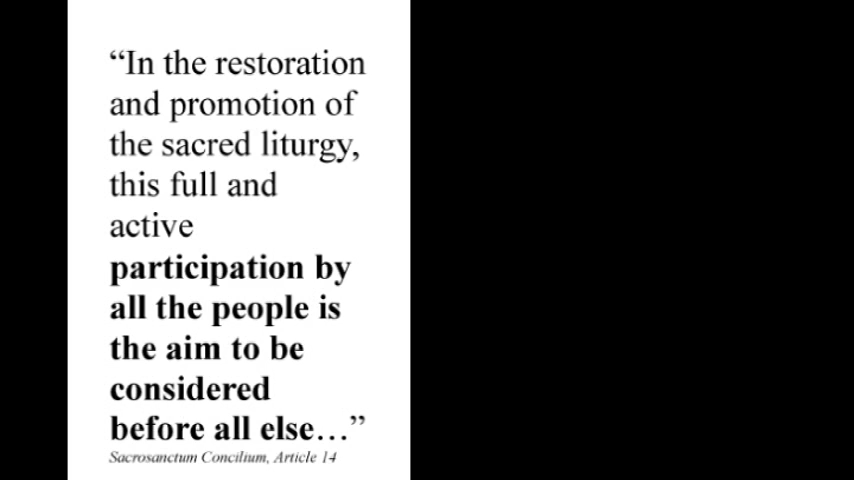 “In the restoration
and promotion of
the sacred liturgy,
this full and
active
participation by
all the people is
the aim to be
considered
before all else…”
Sacrosanctum Concilium, Article 14